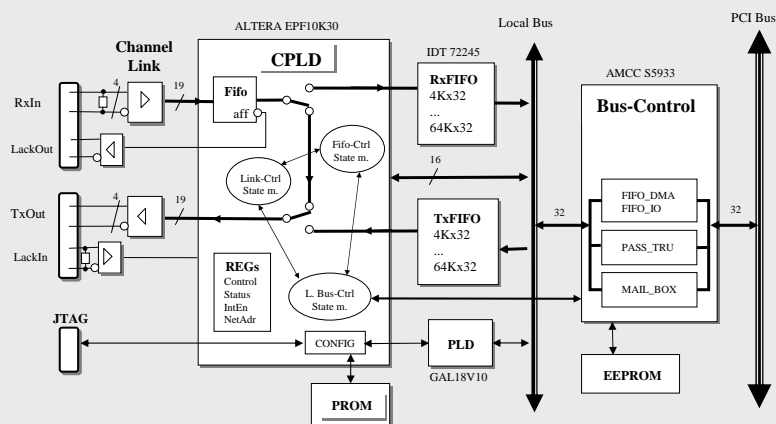 ALTERA EPF10K30
Local Bus
PCI Bus
Channel
Link
CPLD
IDT 72245
AMCC S5933
RxIn
4
19
Fifo
aff
RxFIFO
4Kx32
...
64Kx32
Bus-Control
LackOut
Fifo-Ctrl
State m.
Link-Ctrl
State m.
16
TxOut
4
19
TxFIFO
4Kx32
...
64Kx32
32
FIFO_DMA
FIFO_IO
32
PASS_TRU
LackIn
REGs
Control
Status
IntEn
NetAdr
L. Bus-Ctrl
State m.
MAIL_BOX
JTAG
CONFIG
PLD
GAL18V10
EEPROM
PROM